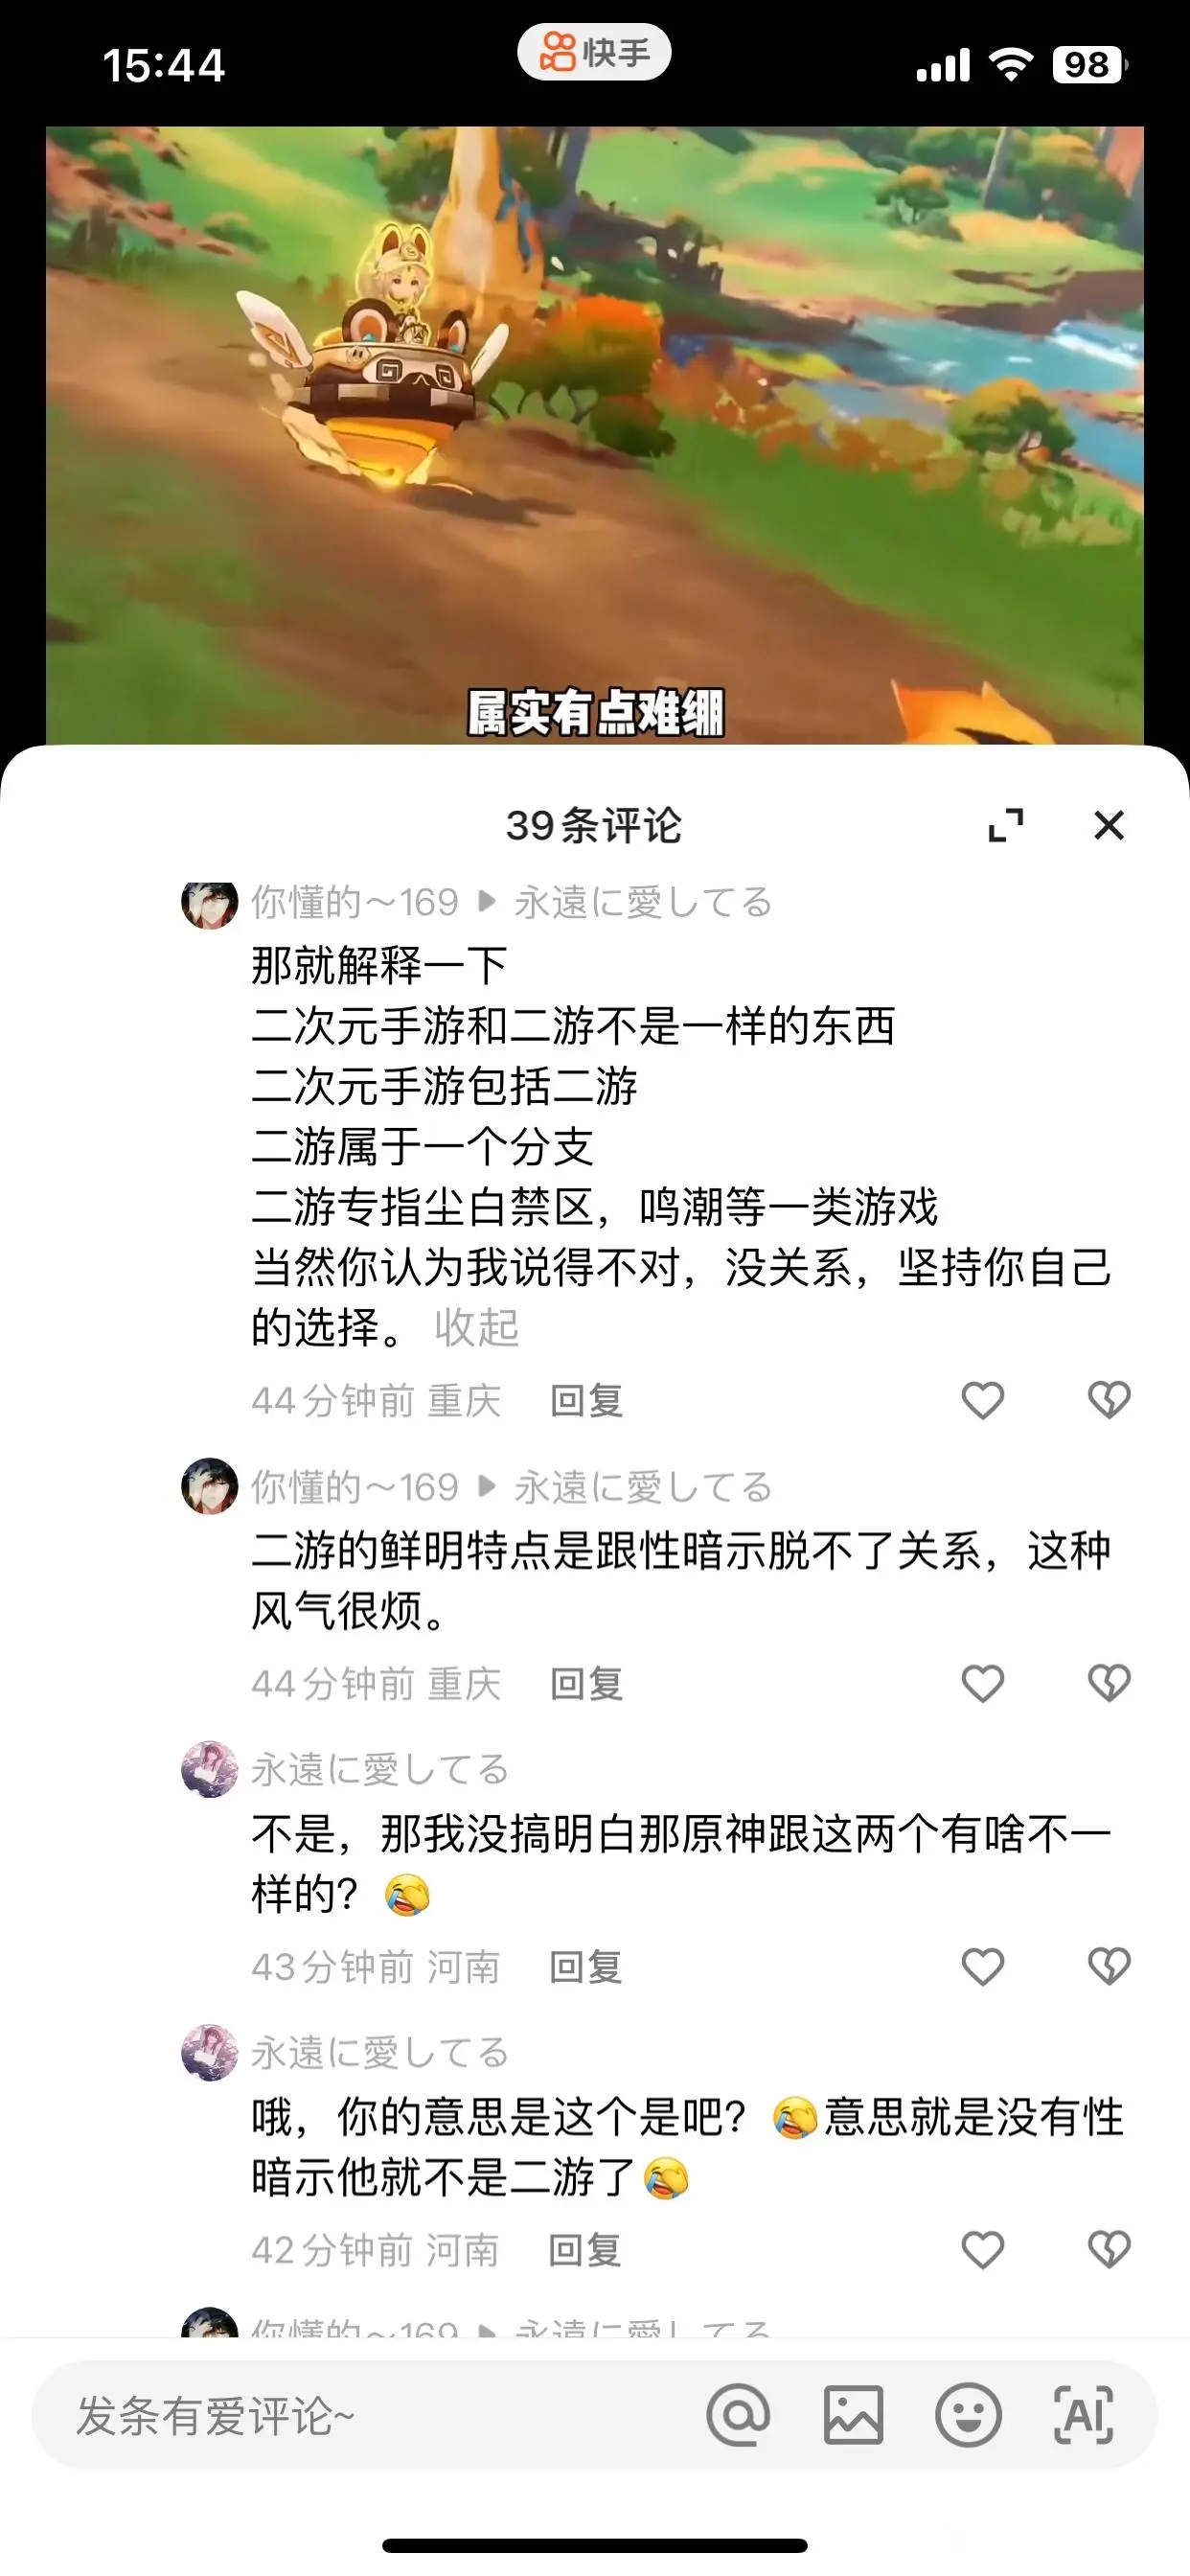 15:44
快手
98
属实有点难绷
39条评论
你懂的～169 ▶ 永遠に愛してる
那就解释一下
二次元手游和二游不是一样的东西
二次元手游包括二游
二游属于一个分支
二游专指尘白禁区，鸣潮等一类游戏
当然你认为我说得不对，没关系，坚持你自己
的选择。 收起
44分钟前 重庆 回复
你懂的～169 ▶ 永遠に愛してる
二游的鲜明特点是跟性暗示脱不了关系，这种
风气很烦。
44分钟前 重庆 回复
永遠に愛してる
不是，那我没搞明白那原神跟这两个有啥不一
样的？
43分钟前 河南 回复
永遠に愛してる
哦，你的意思是这个是吧？意思就是没有性
暗示他就不是二游了
42分钟前 河南 回复
你懂的～169 ▶ 永遠に愛してる
发条有爱评论~
AI